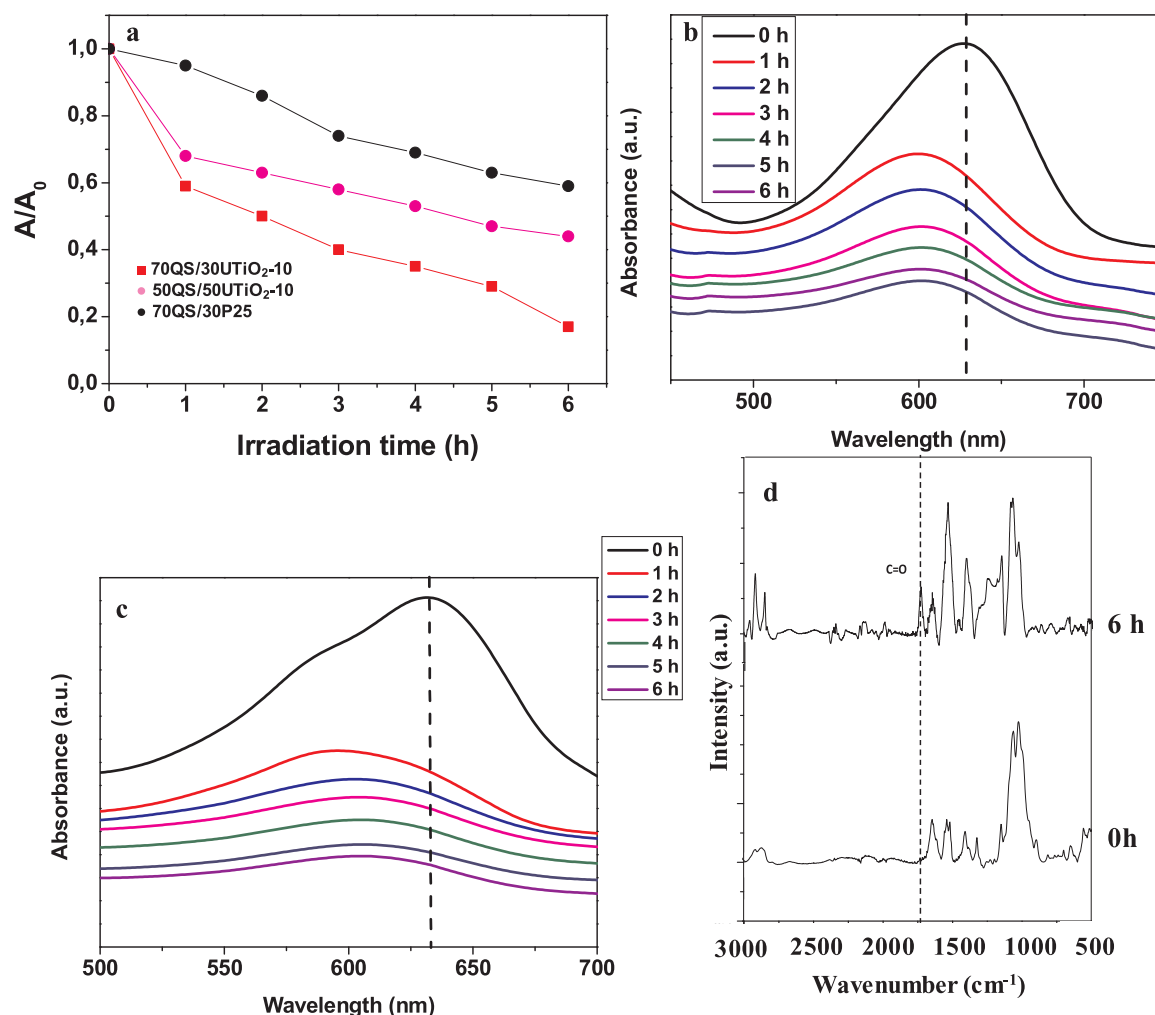 a
1,0
0,8
0,6
0,4
0,2
0,0
A/A0
70QS/30UTiO2-10
50QS/50UTiO2-10
70QS/30P25
0 1 2 3 4 5 6
Irradiation time (h)
b
0 h
1 h
2 h
3 h
4 h
5 h
6 h
Absorbance (a.u.)
500 600 700
Wavelength (nm)
c
0 h
1 h
2 h
3 h
4 h
5 h
6 h
Absorbance (a.u.)
500 550 600 650 700
Wavelength (nm)
d
C=O
6 h
0h
Intensity (a.u.)
3000 2500 2000 1500 1000 500
Wavenumber (cm-1)